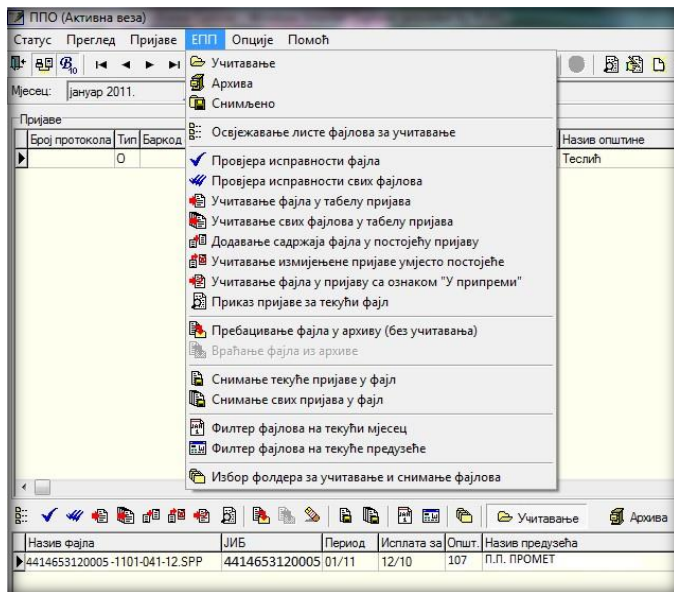 ППО (Активна веза)
Статус Преглед Пријаве ЕПП Опције Помоћ
Мјесец: јануар 2011.
Пријаве
Број протокола Тип Баркод Назив општине
О Теслић
Учитавање
Архива
Снимљено
Освјежавање листе фајлова за учитавање
Провјера исправности фајла
Провјера исправности свих фајлова
Учитавање фајла у табелу пријава
Учитавање свих фајлова у табелу пријава
Додавање садржаја фајла у постојећу пријаву
Учитавање измијењене пријаве умјесто постојеће
Учитавање фајла у пријаву са ознаком "У припреми"
Приказ пријаве за текући фајл
Пребацивање фајла у архиву (без учитавања)
Враћање фајла из архиве
Снимање текуће пријаве у фајл
Снимање свих пријава у фајл
Филтер фајлова на текући мјесец
Филтер фајлова на текуће предузеће
Избор фолдера за учитавање и снимање фајлова
Учитавање Архива
Назив фајла ЈИБ Период Исплата за Општ. Назив предузећа
4414653120005-1101-041-12.SPP 4414653120005 01/11 12/10 107 П.П. ПРОМЕТ